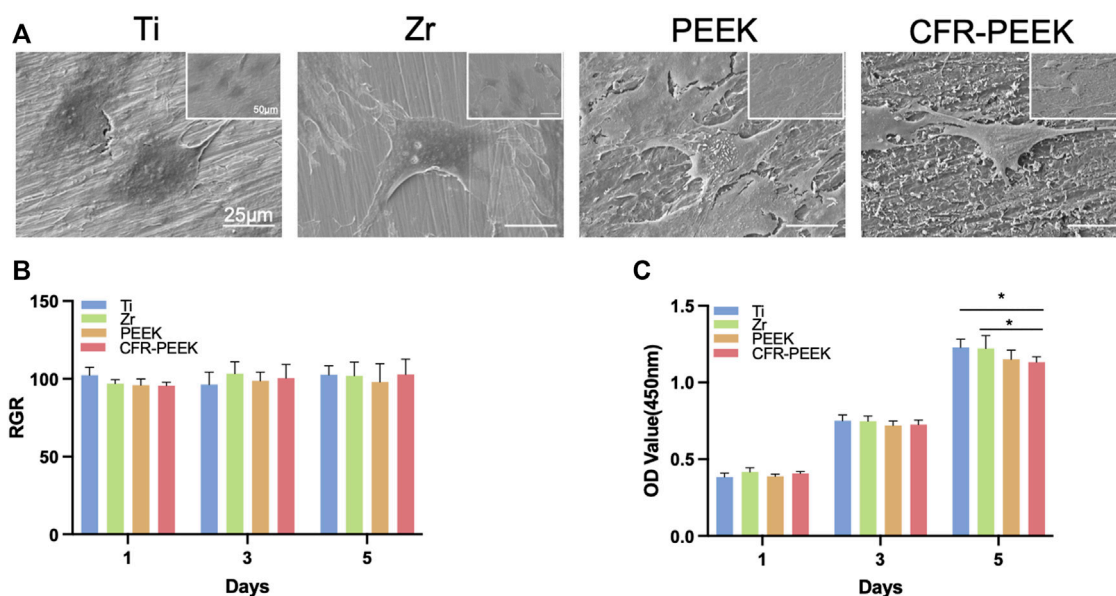 A
Ti
Zr
PEEK
CFR-PEEK
50μm
25μm
B
Ti
Zr
PEEK
CFR-PEEK
150
100
50
0
RGR
1
3
5
Days
C
Ti
Zr
PEEK
CFR-PEEK
*
*
1.5
1.0
0.5
0.0
OD Value(450nm)
1
3
5
Days